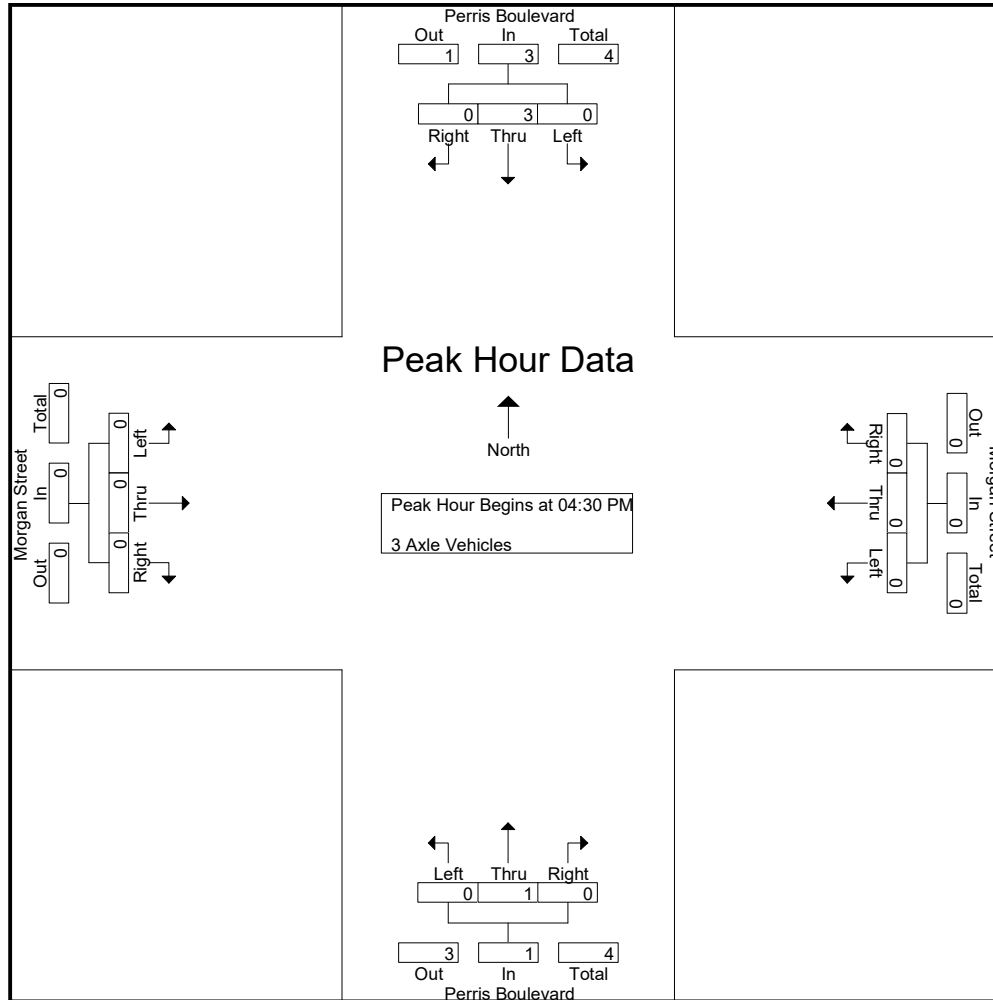 Perris Boulevard
Out In Total
1 3 4
0 3 0
Right Thru Left
Peak Hour Data
North
Peak Hour Begins at 04:30 PM
3 Axle Vehicles
Morgan Street
Out In Total
0 0 0
Left Thru Right
0 0 0
Out In Total
0 0 0
Right Thru Left
0 0 0
Left Thru Right
0 1 0
3 1 4
Out In Total
Perris Boulevard